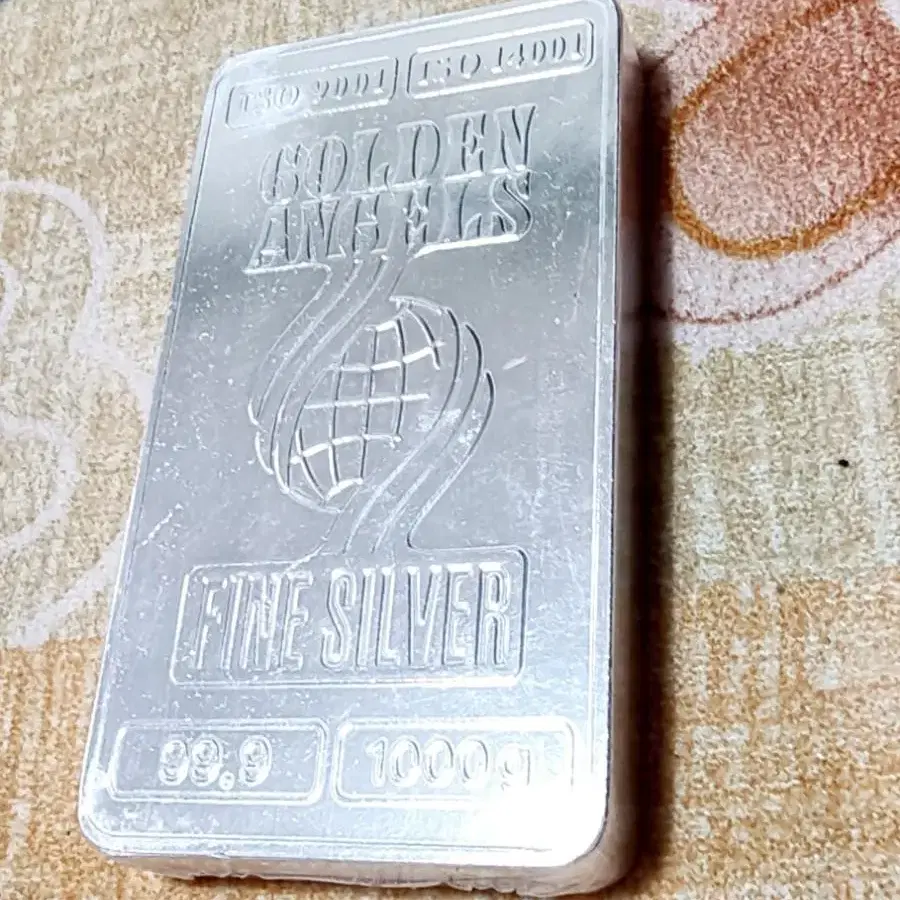 ISO 9001 ISO 14001
GOLDEN
ANGELS
FINE SILVER
99.9 1000g